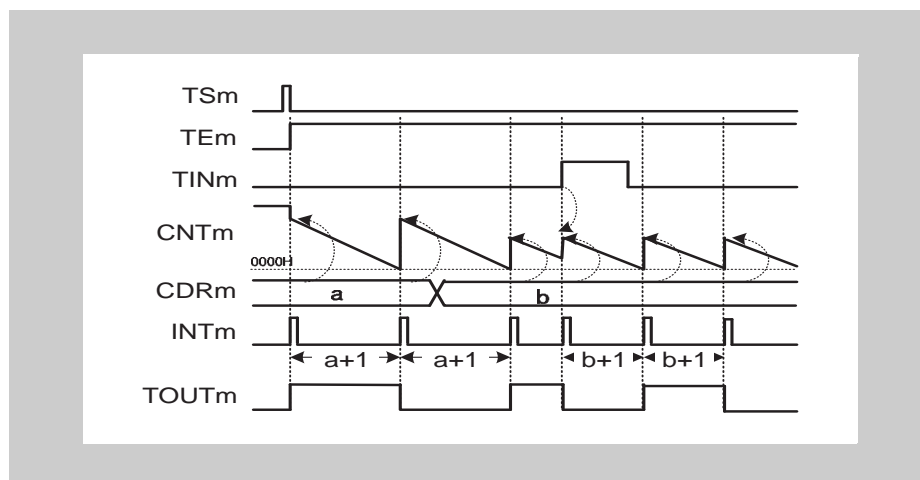 TSm
TEm
TINm
CNTm
0000H
CDRm
a b
INTm
a+1 a+1 b+1 b+1
TOUTm